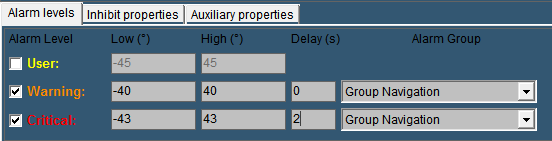 Alarm levels Inhibit properties Auxiliary properties
Alarm Level Low (°) High (°) Delay (s) Alarm Group
User: -45 45
Warning: -40 40 0 Group Navigation
Critical: -43 43 2 Group Navigation